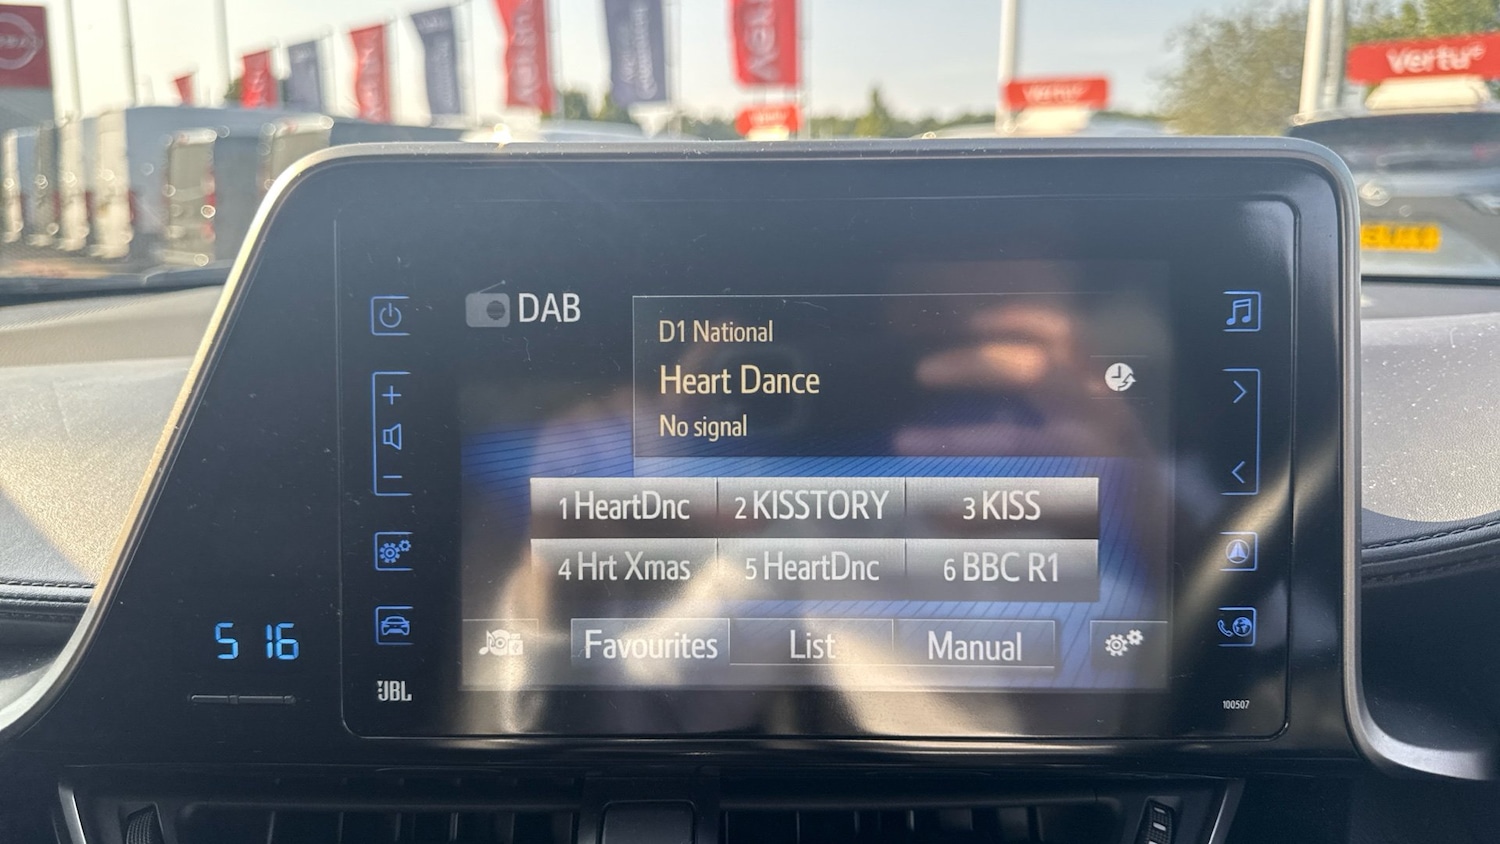 Vertu
Vertu
DAB
D1 National
Heart Dance
No signal
1 HeartDnc
2 KISSTORY
3 KISS
4 Hrt Xmas
5 HeartDnc
6 BBC R1
Favourites
List
Manual
5 16
JBL
100507